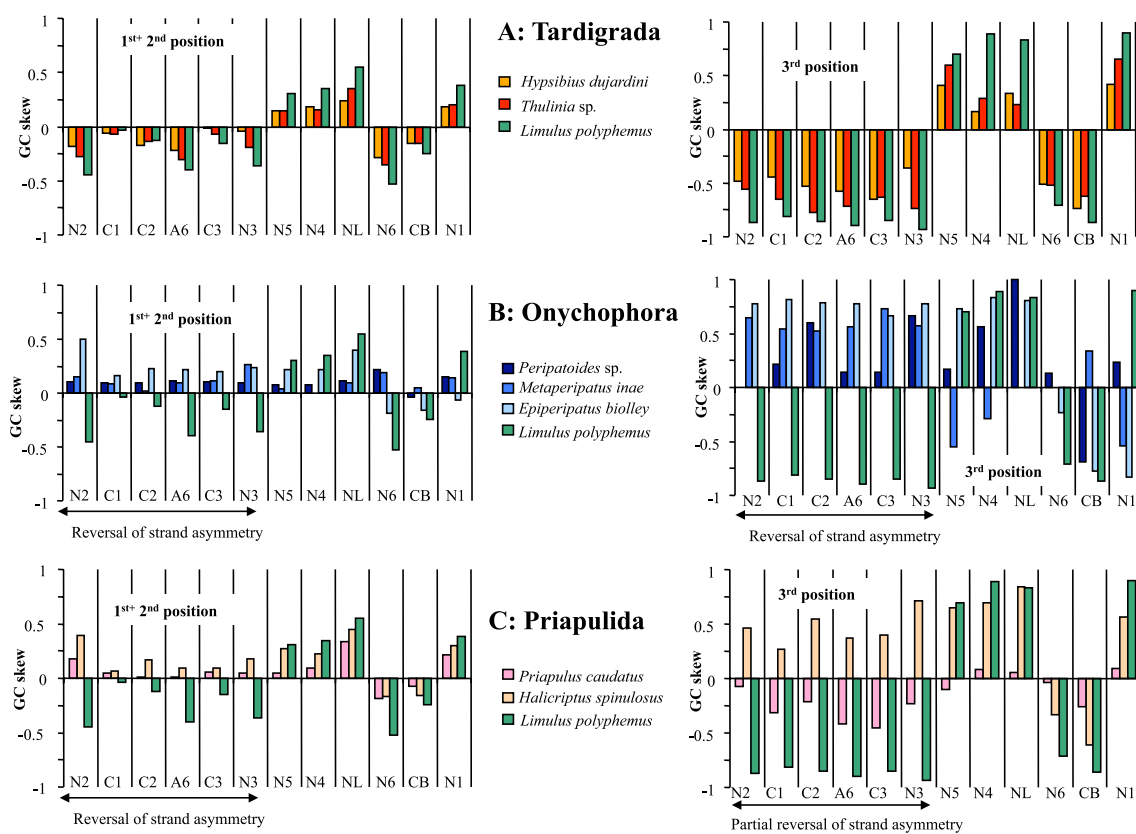 A: Tardigrada
1st+ 2nd position
GC skew
1
0.5
0
-0.5
-1
N2 C1 C2 A6 C3 N3 N5 N4 NL N6 CB N1
Hypsibius dujardini
Thulinia sp.
Limulus polyphemus
3rd position
GC skew
1
0.5
0
-0.5
-1
N2 C1 C2 A6 C3 N3 N5 N4 NL N6 CB N1
B: Onychophora
1st+ 2nd position
GC skew
1
0.5
0
-0.5
-1
N2 C1 C2 A6 C3 N3 N5 N4 NL N6 CB N1
Reversal of strand asymmetry
Peripatoides sp.
Metaperipatus inae
Epiperipatus biolley
Limulus polyphemus
GC skew
1
0.5
0
-0.5
-1
3rd position
N2 C1 C2 A6 C3 N3 N5 N4 NL N6 CB N1
Reversal of strand asymmetry
C: Priapulida
1st+ 2nd position
GC skew
1
0.5
0
-0.5
-1
N2 C1 C2 A6 C3 N3 N5 N4 NL N6 CB N1
Reversal of strand asymmetry
Priapulus caudatus
Halicriptus spinulosus
Limulus polyphemus
3rd position
GC skew
1
0.5
0
-0.5
-1
N2 C1 C2 A6 C3 N3 N5 N4 NL N6 CB N1
Partial reversal of strand asymmetry